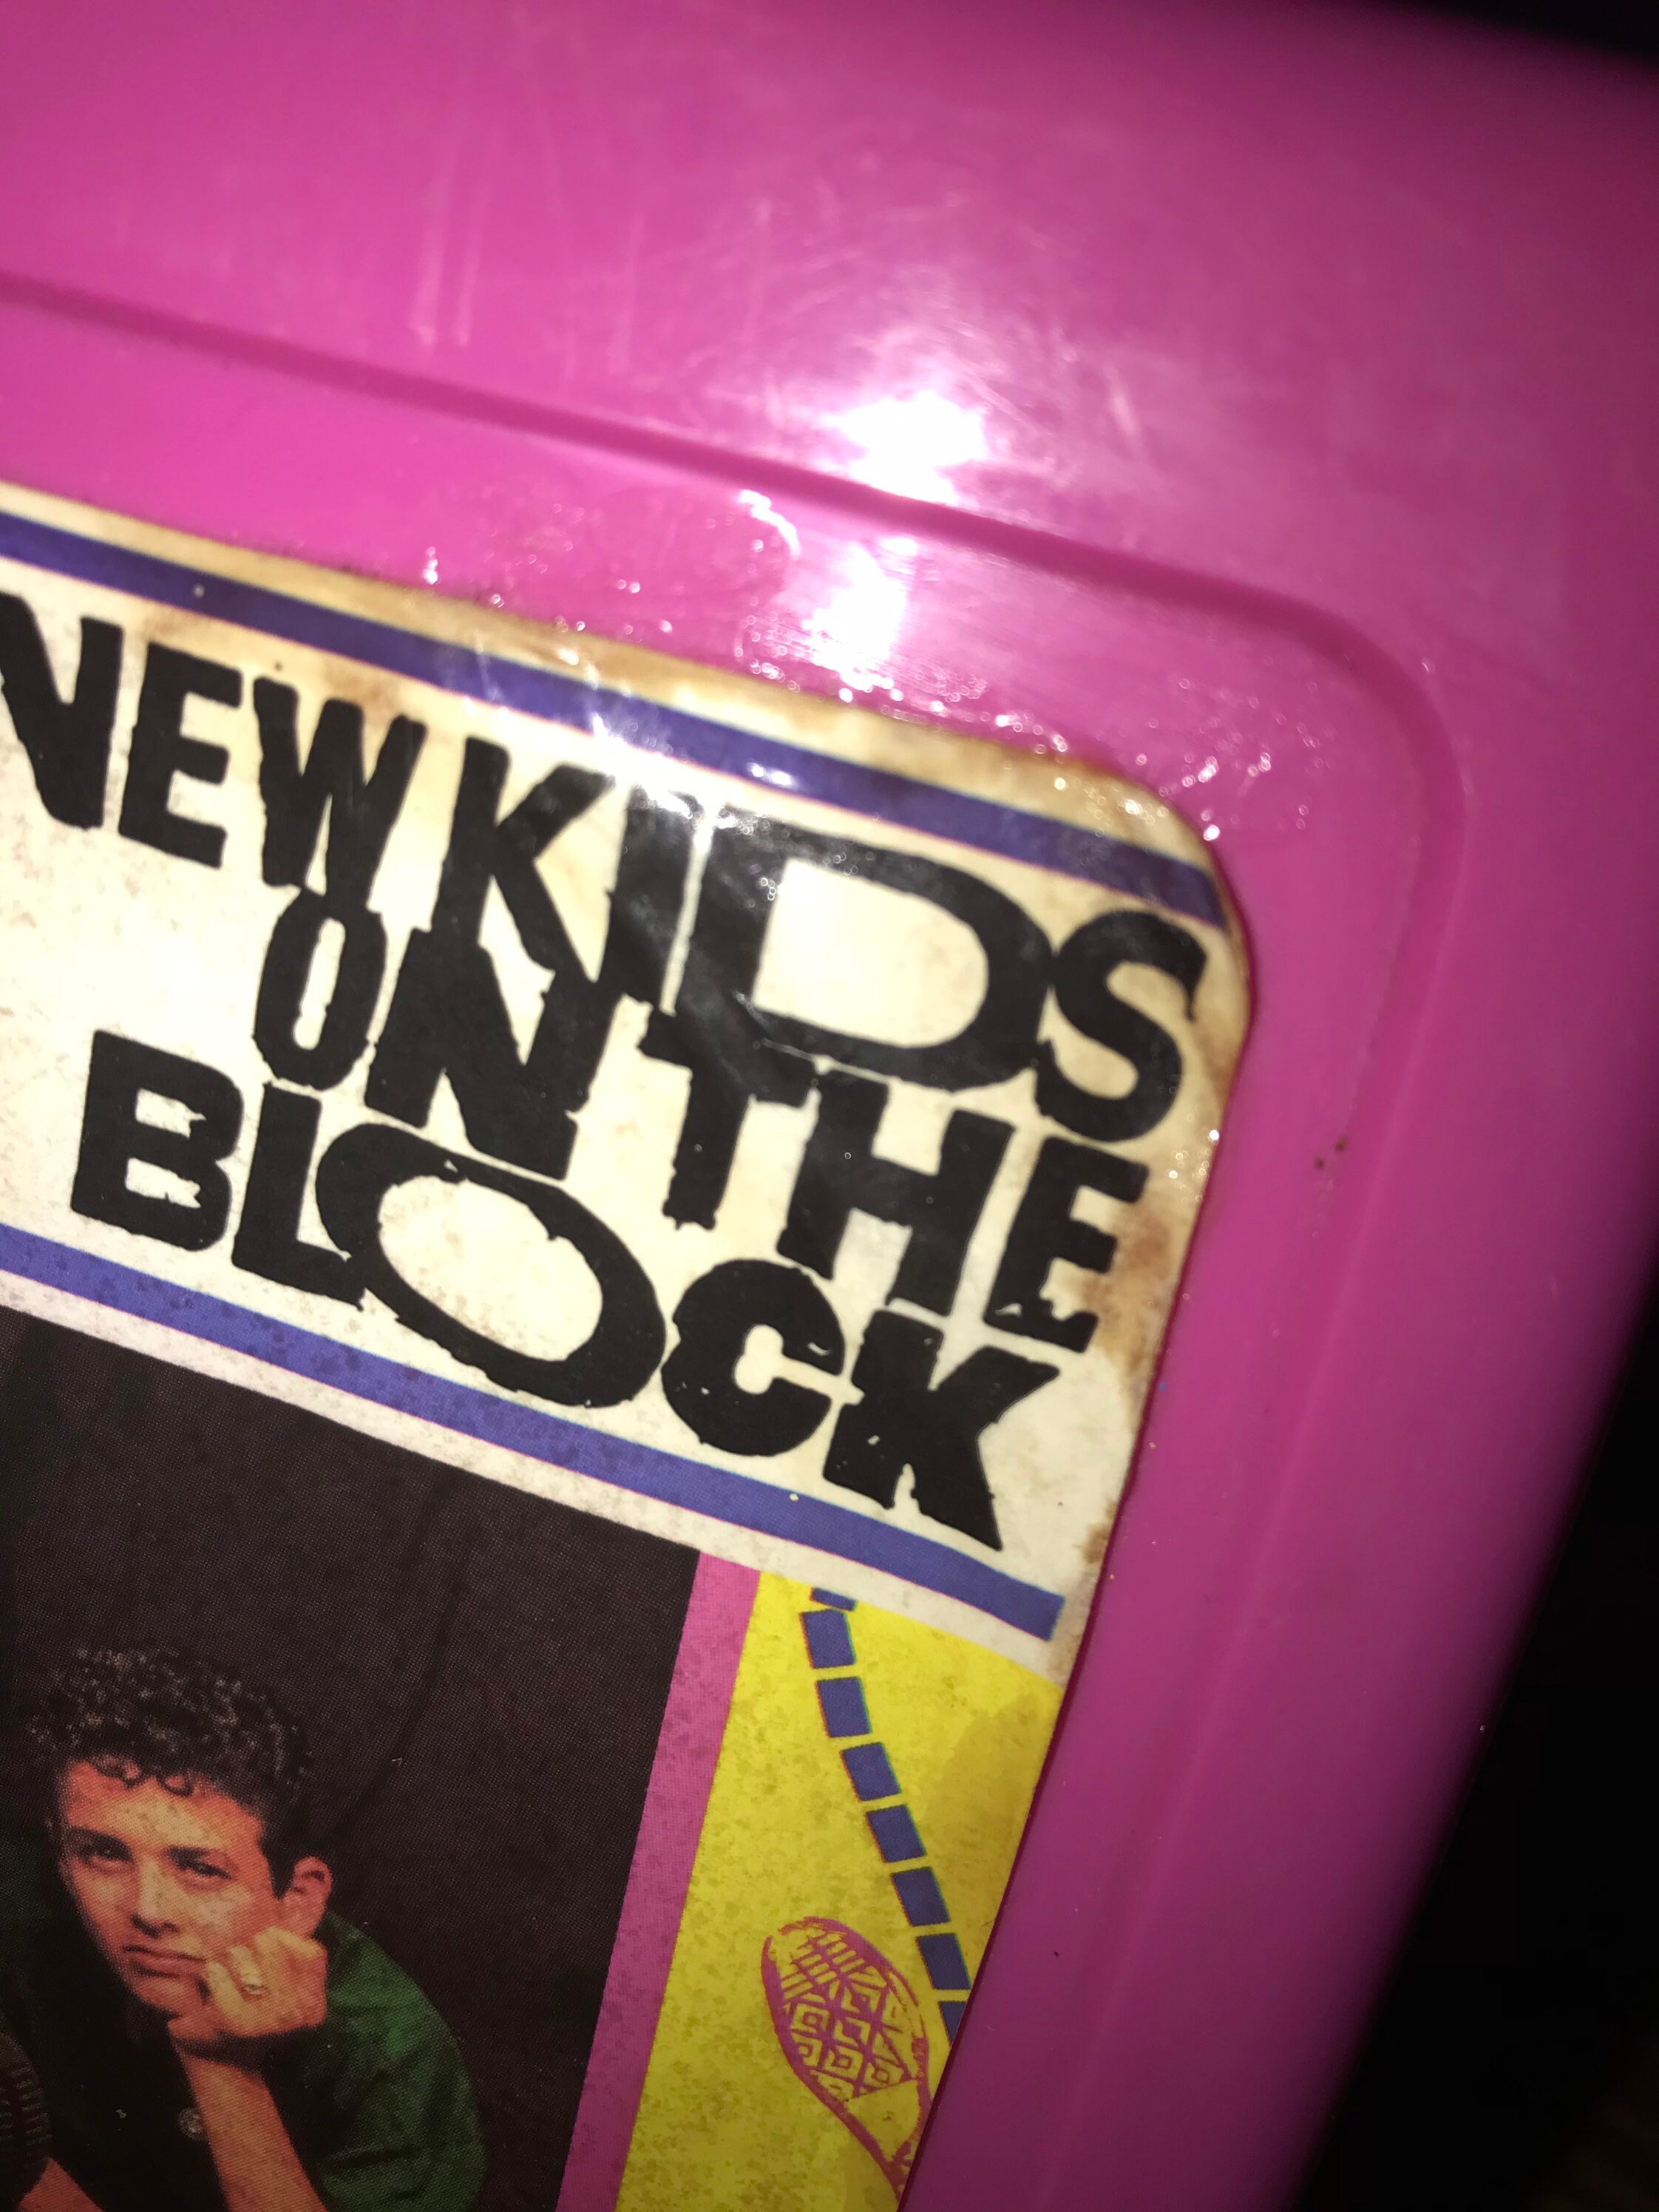 NEW KIDS
ON THE
BLOCK